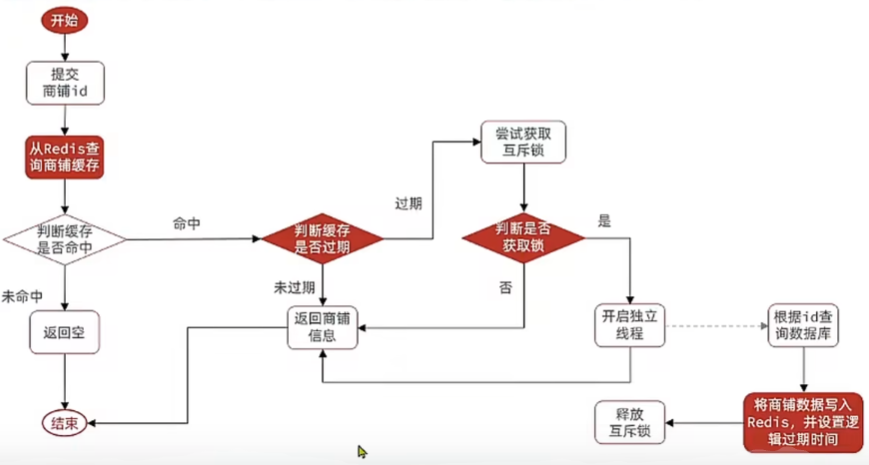 开始
提交
商铺id
从Redis查
询商铺缓存
判断缓存
是否命中
命中
未命中
返回空
结束
判断缓存
是否过期
过期
未过期
返回商铺
信息
尝试获取
互斥锁
判断是否
获取锁
是
否
开启独立
线程
根据id查
询数据库
将商铺数据写入
Redis，并设置逻
辑过期时间
释放
互斥锁